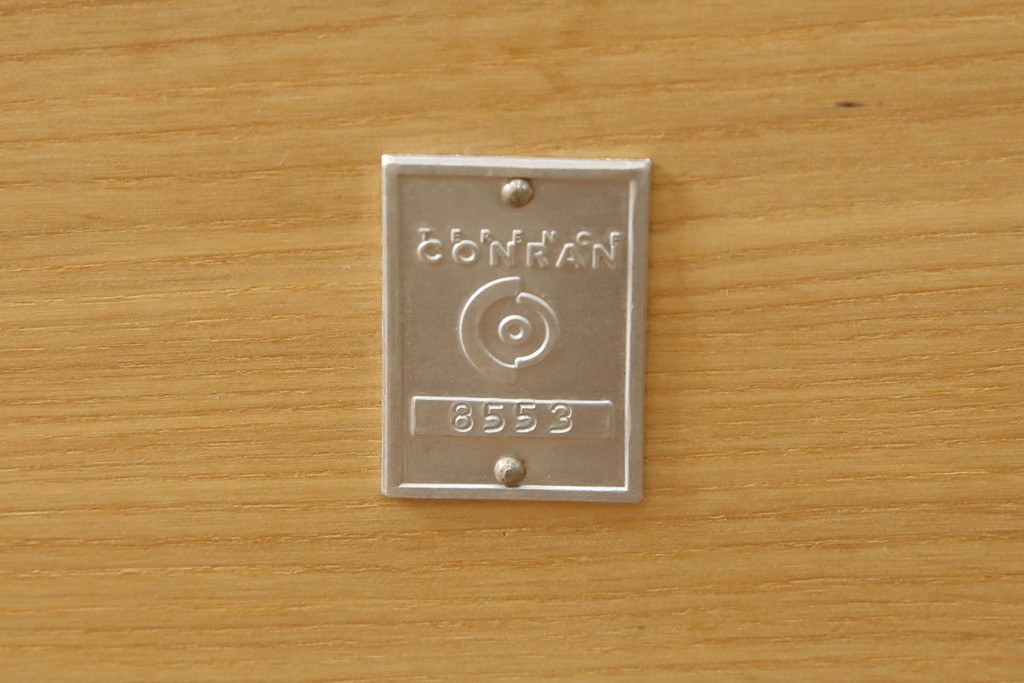 TERENCE
CONRAN
8553